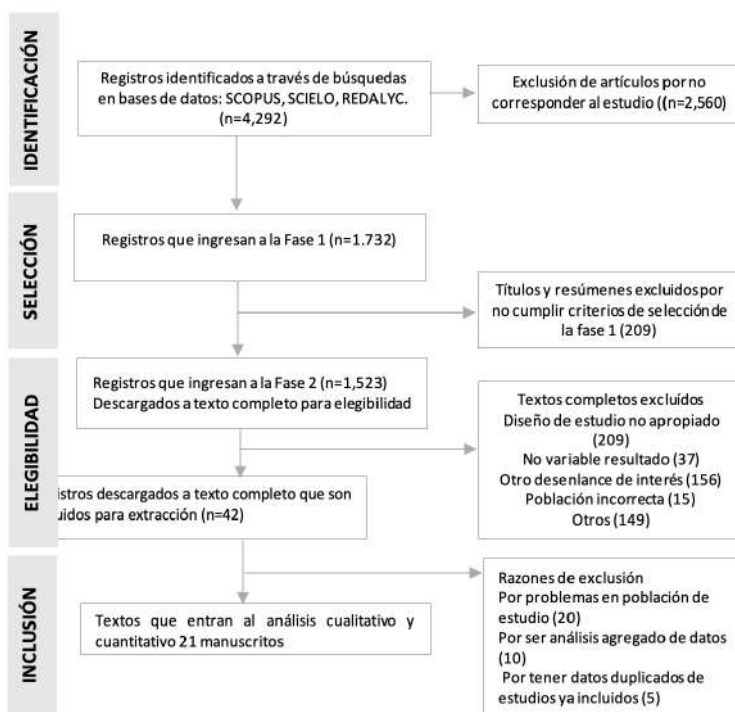 IDENTIFICACIÓN
Registros identificados a través de búsquedas
en bases de datos: SCOPUS, SCIELO, REDALYC.
(n=4,292)
Exclusión de artículos por no
corresponder al estudio ((n=2,560)
SELECCIÓN
Registros que ingresan a la Fase 1 (n=1.732)
Títulos y resúmenes excluidos por
no cumplir criterios de selección de
la fase 1 (209)
ELEGIBILIDAD
Registros que ingresan a la Fase 2 (n=1,523)
Descargados a texto completo para elegibilidad
Textos completos excluídos
Diseño de estudio no apropiado
(209)
No variable resultado (37)
Otro desenlance de interés (156)
Población incorrecta (15)
Otros (149)
istros descargados a texto completo que son
uidos para extracción (n=42)
INCLUSIÓN
Textos que entran al análisis cualitativo y
cuantitativo 21 manuscritos
Razones de exclusión
Por problemas en población de
estudio (20)
Por ser análisis agregado de datos
(10)
Por tener datos duplicados de
estudios ya incluidos (5)